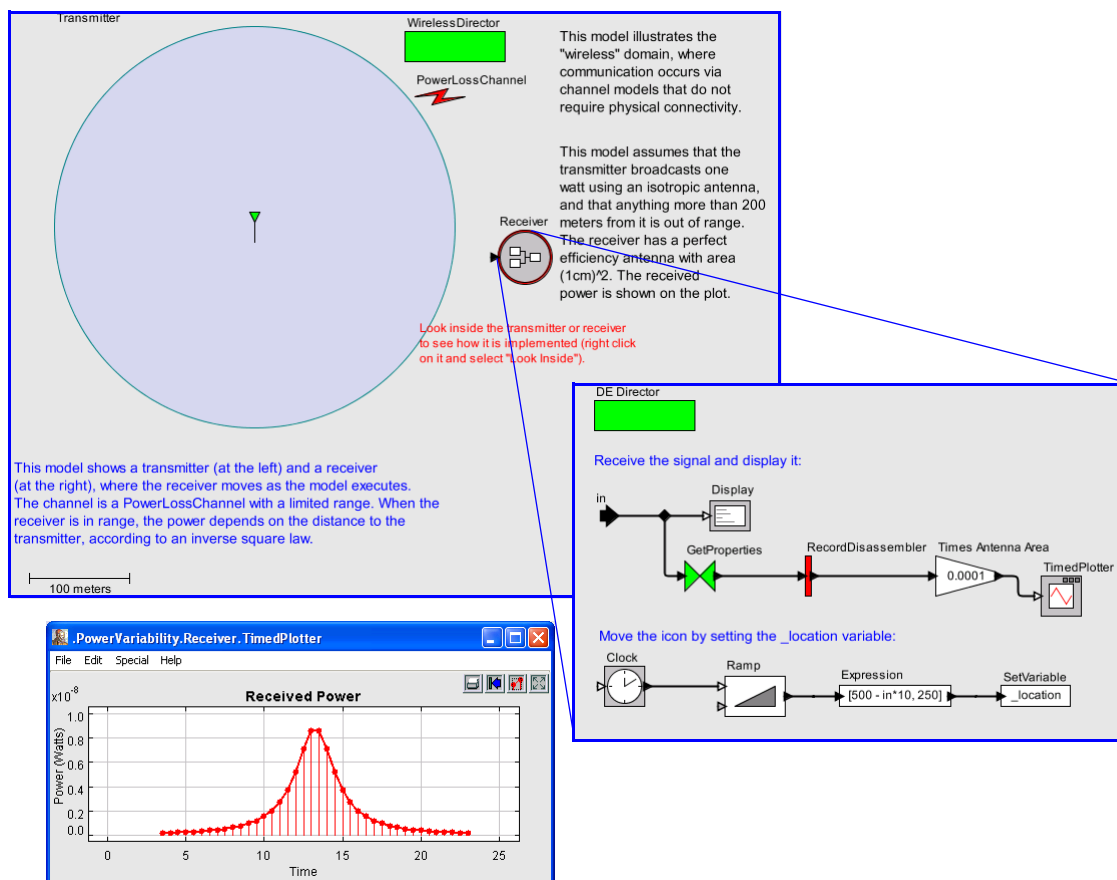 Transmitter
WirelessDirector
PowerLossChannel
This model illustrates the
"wireless" domain, where
communication occurs via
channel models that do not
require physical connectivity.
This model assumes that the
transmitter broadcasts one
watt using an isotropic antenna,
and that anything more than 200
meters from it is out of range.
The receiver has a perfect
efficiency antenna with area
(1cm)^2. The received
power is shown on the plot.
Receiver
Look inside the transmitter or receiver
to see how it is implemented (right click
on it and select "Look Inside").
This model shows a transmitter (at the left) and a receiver
(at the right), where the receiver moves as the model executes.
The channel is a PowerLossChannel with a limited range. When the
receiver is in range, the power depends on the distance to the
transmitter, according to an inverse square law.
100 meters
DE Director
Receive the signal and display it:
in
Display
GetProperties
RecordDisassembler
Times Antenna Area
0.0001
TimedPlotter
Move the icon by setting the _location variable:
Clock
Ramp
Expression
[500 - in*10, 250]
SetVariable
_location
.PowerVariability.Receiver.TimedPlotter
File Edit Special Help
x10^-8
Received Power
Power (Watts)
1.0
0.8
0.6
0.4
0.2
0.0
0 5 10 15 20 25
Time